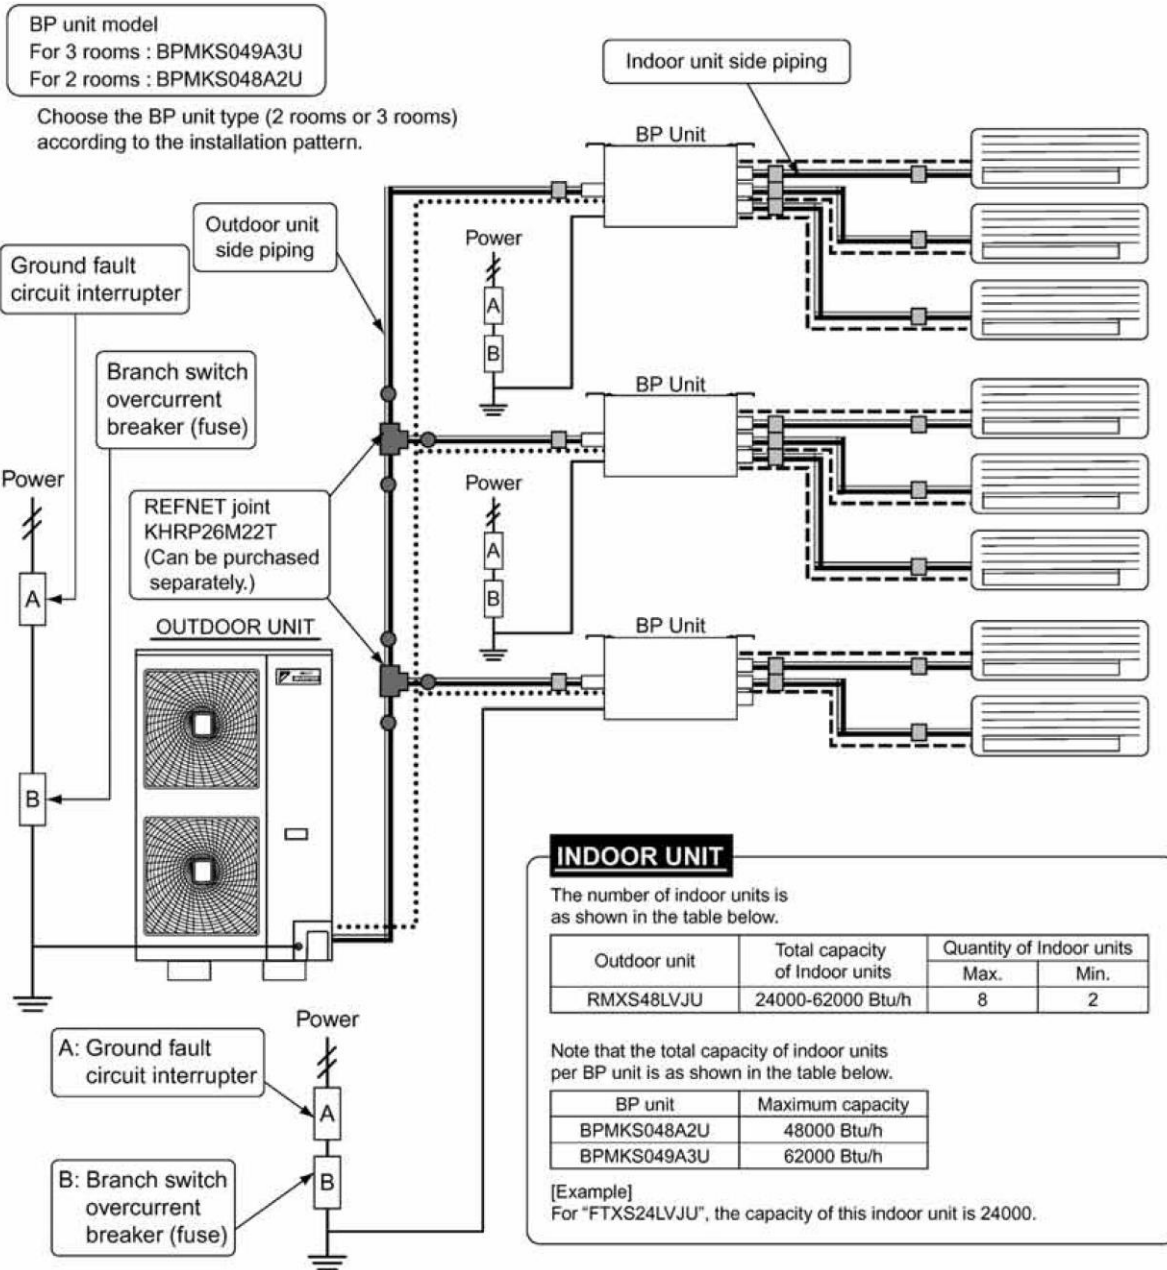 BP unit model
For 3 rooms : BPMKS049A3U
For 2 rooms : BPMKS048A2U
Choose the BP unit type (2 rooms or 3 rooms)
according to the installation pattern.
Indoor unit side piping
BP Unit
Outdoor unit
side piping
Power
A
B
Ground fault
circuit interrupter
Branch switch
overcurrent
breaker (fuse)
BP Unit
Power
A
B
Power
A
B
REFNET joint
KHRP26M22T
(Can be purchased
separately.)
OUTDOOR UNIT
BP Unit
INDOOR UNIT
The number of indoor units is
as shown in the table below.
Outdoor unit
Total capacity
of Indoor units
Quantity of Indoor units
Max.
Min.
RMXS48LVJU
24000-62000 Btu/h
8
2
Note that the total capacity of indoor units
per BP unit is as shown in the table below.
BP unit
Maximum capacity
BPMKS048A2U
48000 Btu/h
BPMKS049A3U
62000 Btu/h
[Example]
For “FTXS24LVJU”, the capacity of this indoor unit is 24000.
Power
A: Ground fault
circuit interrupter
A
B: Branch switch
overcurrent
breaker (fuse)
B